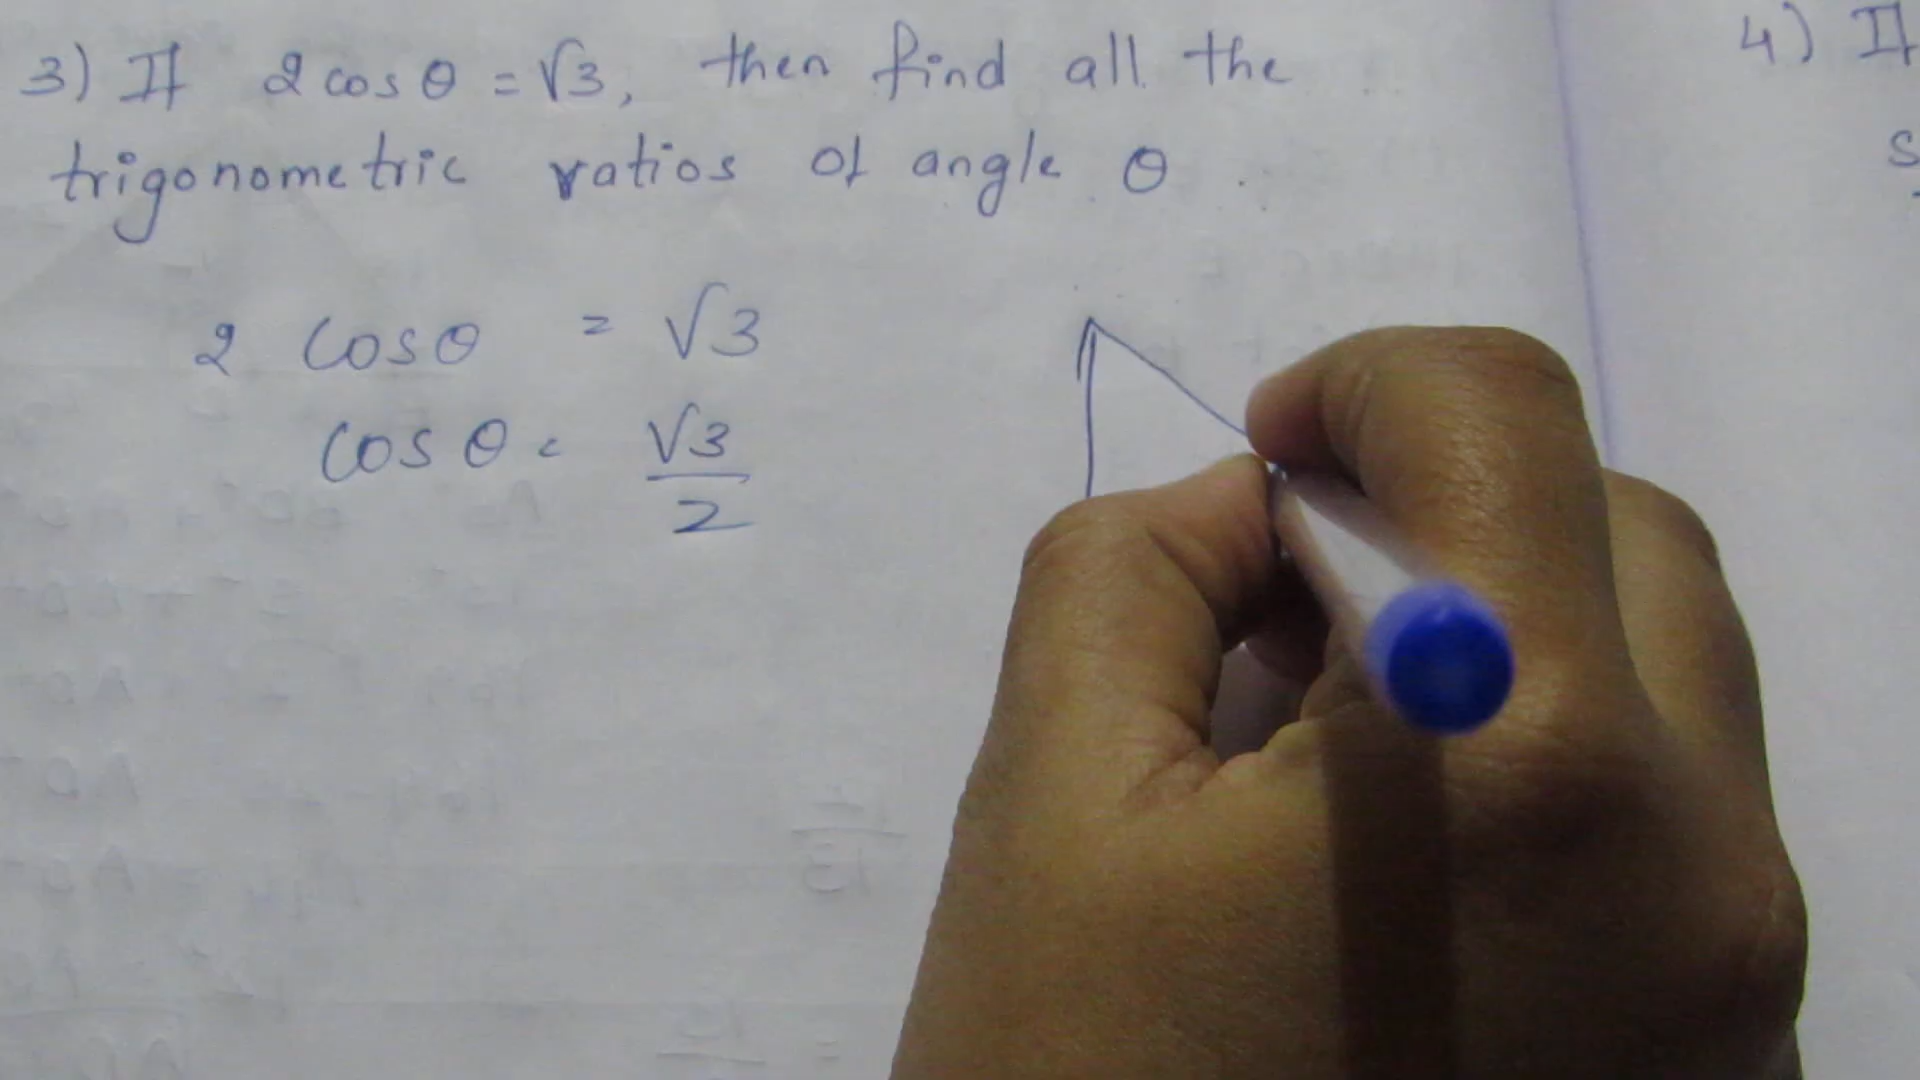 3) If 2 cos θ = √3, then find all the
trigonometric ratios of angle θ.
2 cos θ = √3
cos θ = √3/2
4) If